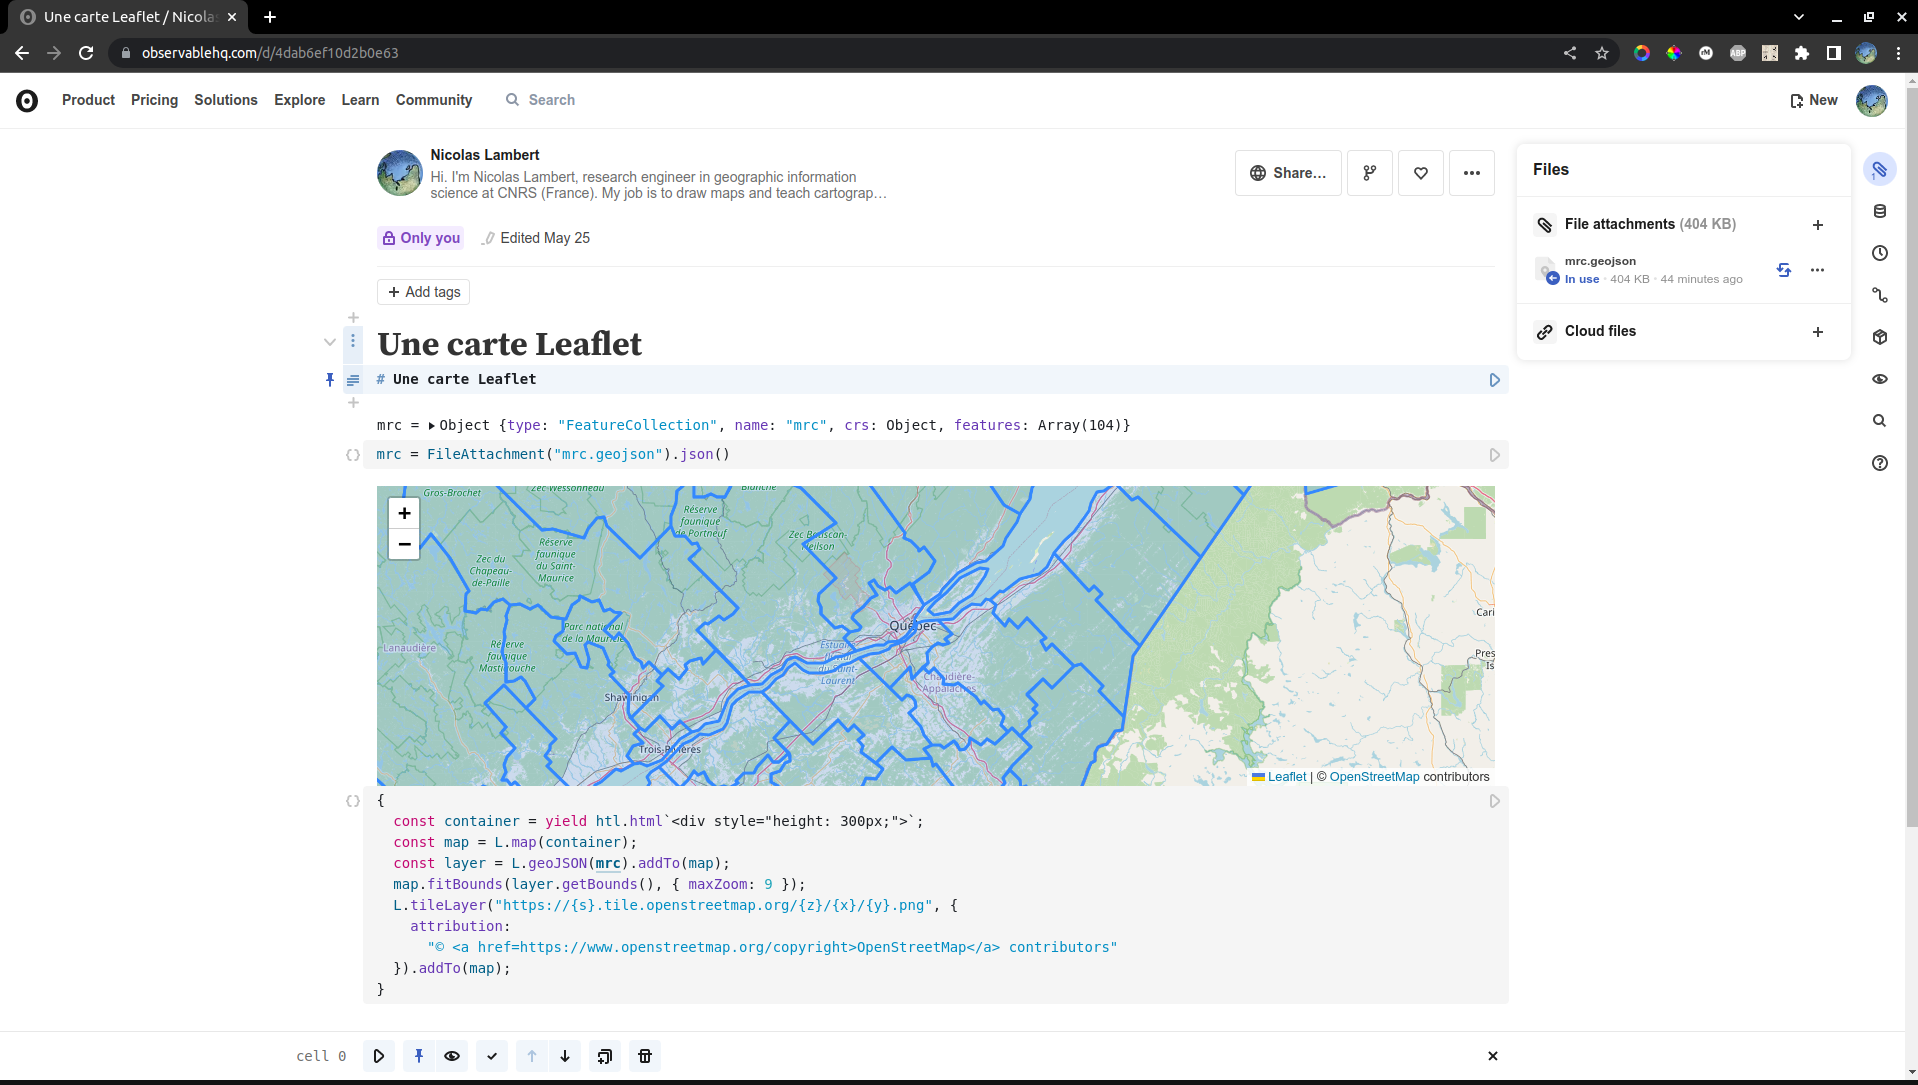 Une carte Leaflet / Nicolas
observablehq.com/d/4dab6ef10d2b0e63
Product Pricing Solutions Explore Learn Community Search
New
Nicolas Lambert
Hi. I'm Nicolas Lambert, research engineer in geographic information
science at CNRS (France). My job is to draw maps and teach cartograp…
Share…
Only you Edited May 25
+ Add tags
Une carte Leaflet
# Une carte Leaflet
mrc = ▸Object {type: "FeatureCollection", name: "mrc", crs: Object, features: Array(104)}
mrc = FileAttachment("mrc.geojson").json()
Gros-Brochet
Zec Wessonneau
Blanche
+
−
Réserve
faunique
de Portneuf
Zec Batiscan-
Neilson
Réserve
faunique
du Saint-
Maurice
Zec du
Chapeau-
de-Paille
Cari
Québec
Parc national
de la Mauricie
Lanaudière
Réserve
faunique
Mastigouche
Estuaire
fluvial
du Saint-
Laurent
Pres
Is
Chaudière-
Appalaches
Shawinigan
Trois-Rivières
Leaflet | © OpenStreetMap contributors
{
const container = yield htl.html`<div style="height: 300px;">`;
const map = L.map(container);
const layer = L.geoJSON(mrc).addTo(map);
map.fitBounds(layer.getBounds(), { maxZoom: 9 });
L.tileLayer("https://{s}.tile.openstreetmap.org/{z}/{x}/{y}.png", {
attribution:
"© <a href=https://www.openstreetmap.org/copyright>OpenStreetMap</a> contributors"
}).addTo(map);
}
cell 0
Files
File attachments (404 KB)
mrc.geojson
In use · 404 KB · 44 minutes ago
Cloud files
1
ABP